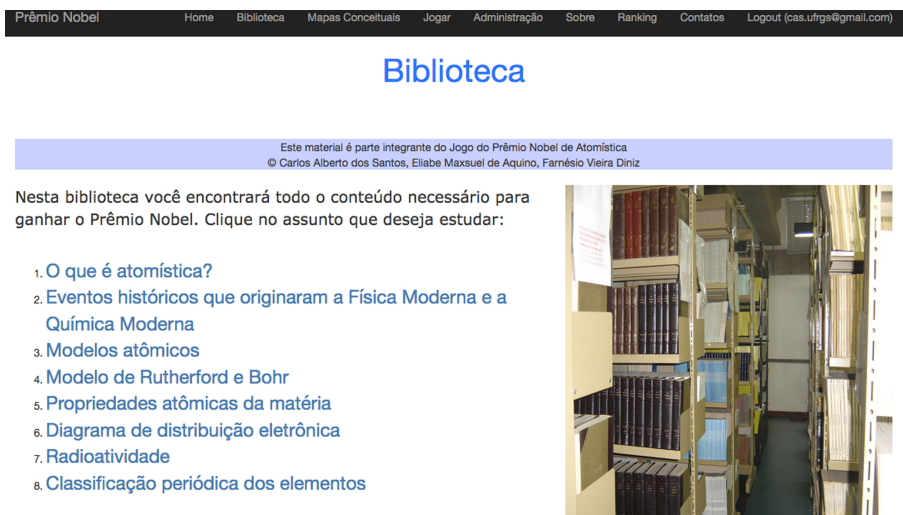 Prêmio Nobel Home Biblioteca Mapas Conceituais Jogar Administração Sobre Ranking Contatos Logout (cas.ufrgs@gmail.com)
Biblioteca
Este material é parte integrante do Jogo do Prêmio Nobel de Atomística
© Carlos Alberto dos Santos, Eliabe Maxsuel de Aquino, Farnésio Vieira Diniz
Nesta biblioteca você encontrará todo o conteúdo necessário para
ganhar o Prêmio Nobel. Clique no assunto que deseja estudar:
1. O que é atomística?
2. Eventos históricos que originaram a Física Moderna e a
Química Moderna
3. Modelos atômicos
4. Modelo de Rutherford e Bohr
5. Propriedades atômicas da matéria
6. Diagrama de distribuição eletrônica
7. Radioatividade
8. Classificação periódica dos elementos